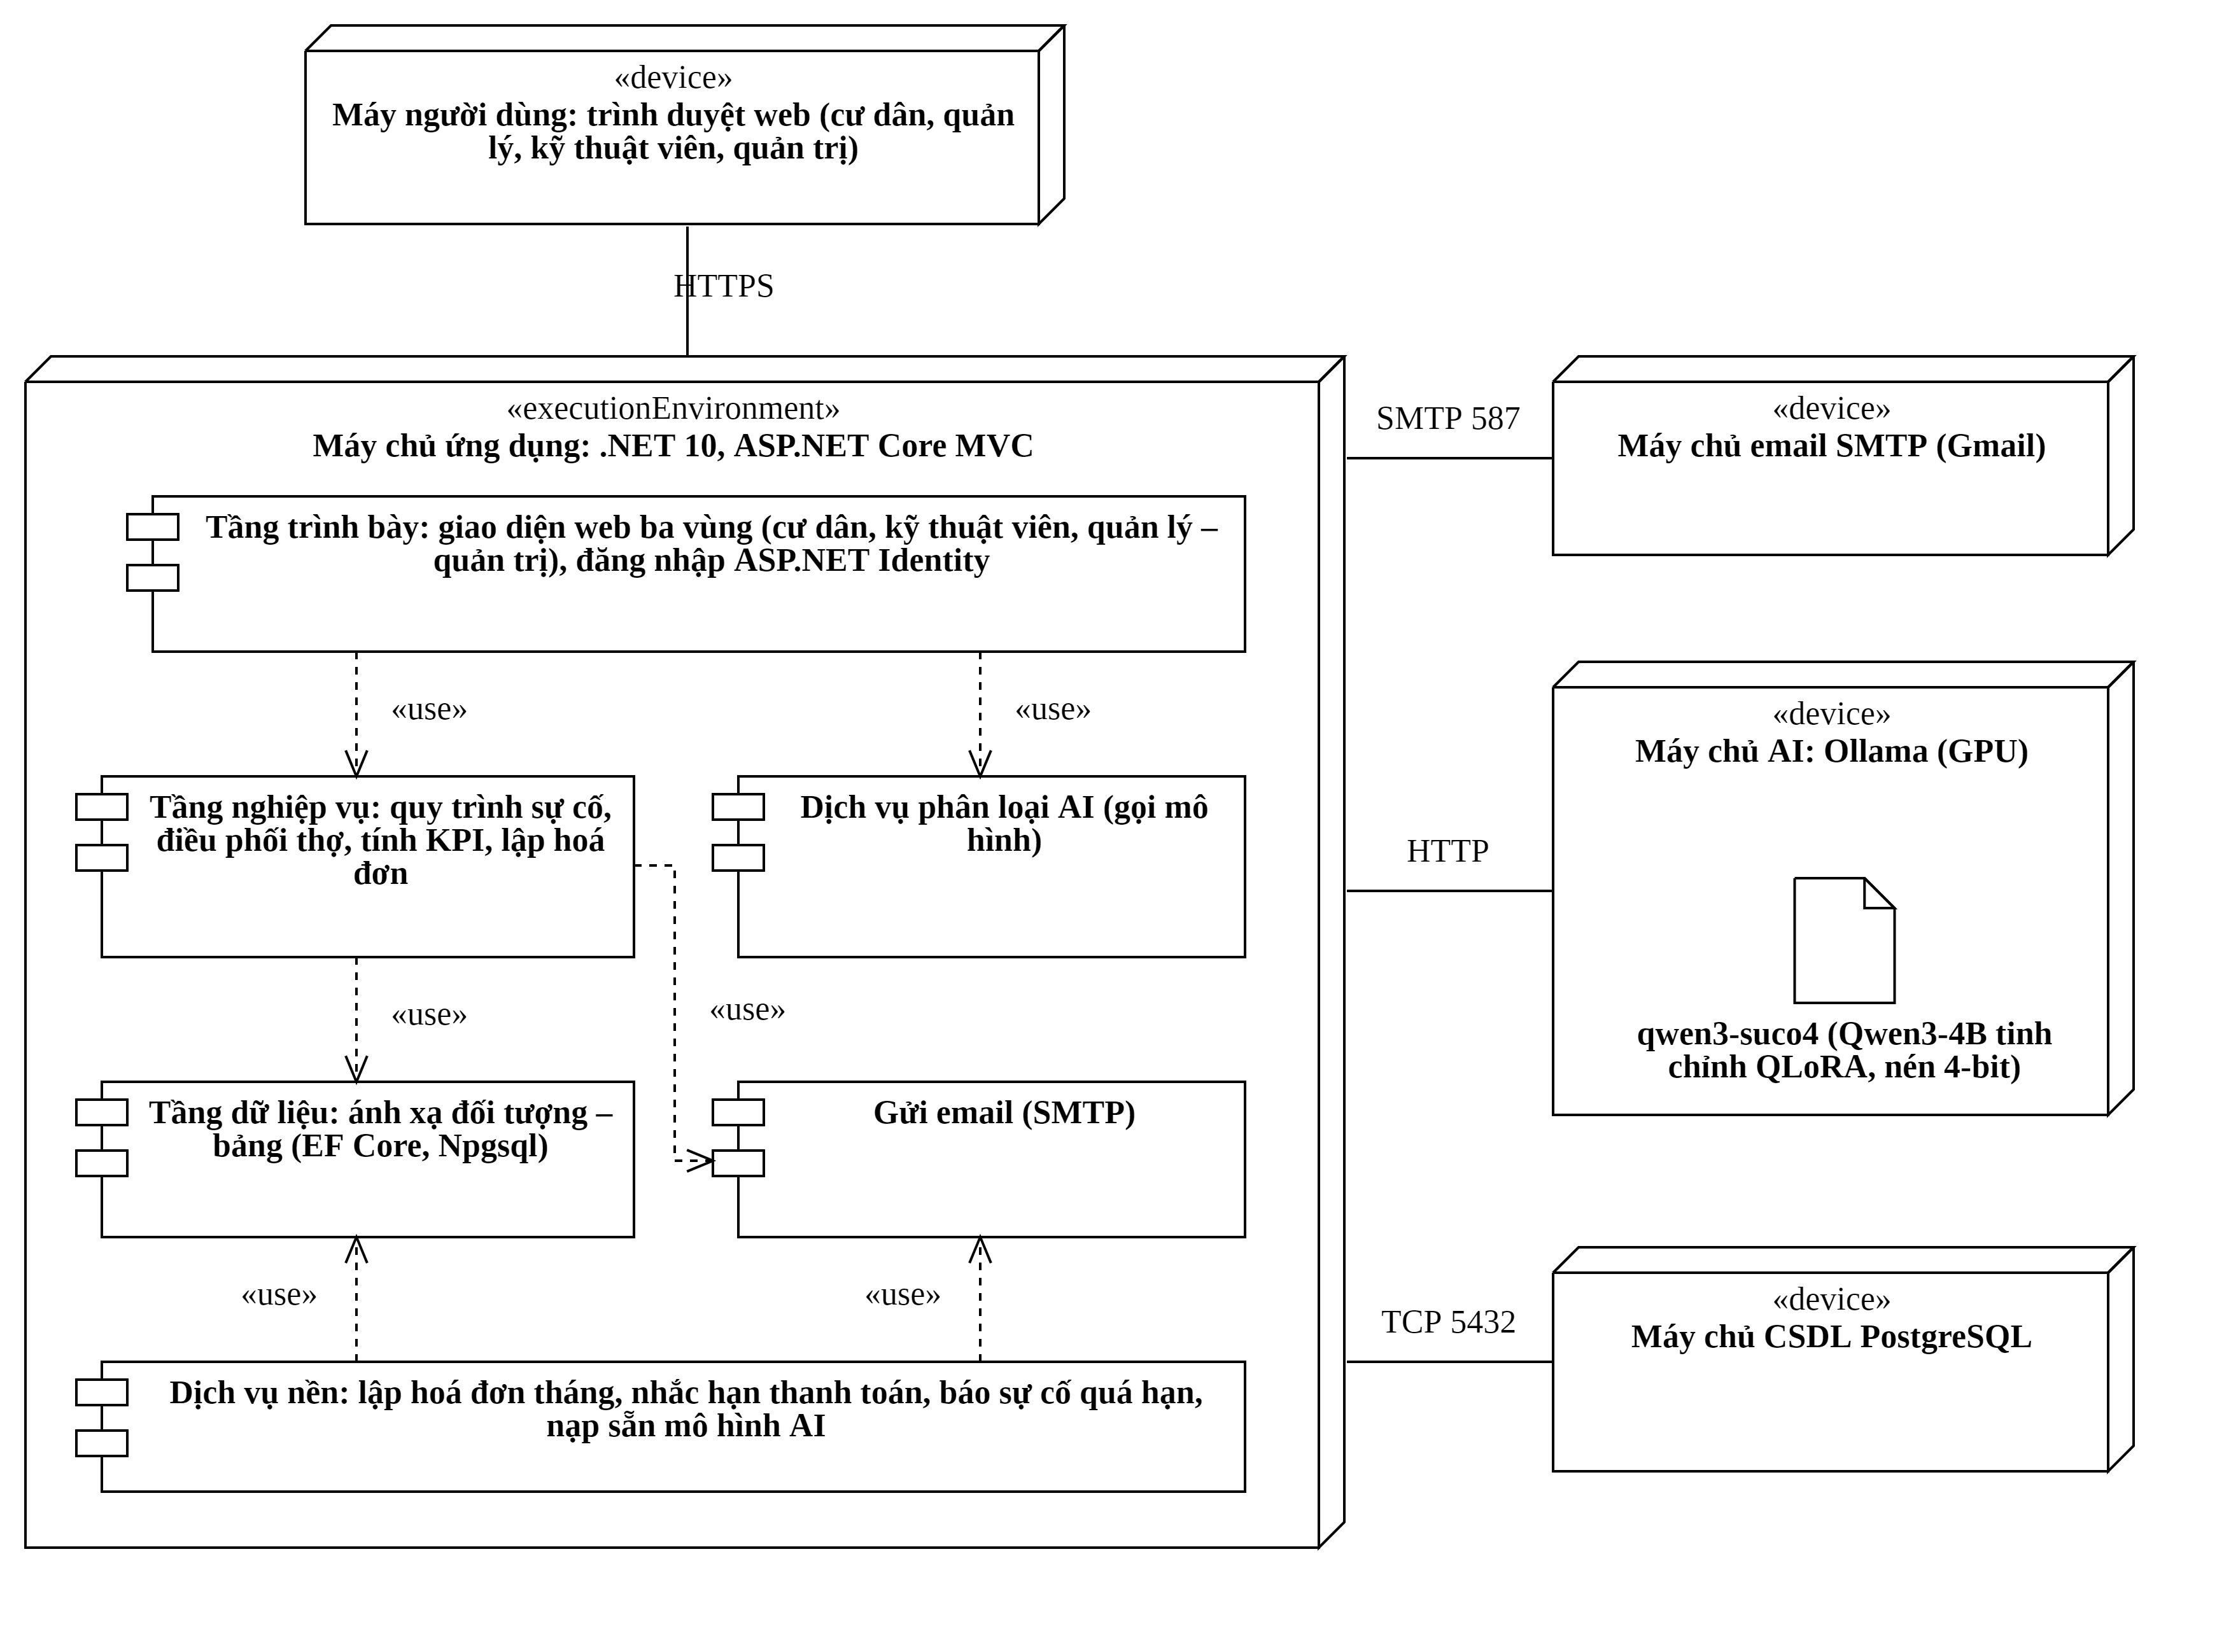 «device»
Máy người dùng: trình duyệt web (cư dân, quản
lý, kỹ thuật viên, quản trị)
HTTPS
«executionEnvironment»
Máy chủ ứng dụng: .NET 10, ASP.NET Core MVC
Tầng trình bày: giao diện web ba vùng (cư dân, kỹ thuật viên, quản lý –
quản trị), đăng nhập ASP.NET Identity
«use»
«use»
Tầng nghiệp vụ: quy trình sự cố,
điều phối thợ, tính KPI, lập hoá
đơn
Dịch vụ phân loại AI (gọi mô
hình)
«use»
«use»
Tầng dữ liệu: ánh xạ đối tượng –
bảng (EF Core, Npgsql)
Gửi email (SMTP)
«use»
«use»
Dịch vụ nền: lập hoá đơn tháng, nhắc hạn thanh toán, báo sự cố quá hạn,
nạp sẵn mô hình AI
SMTP 587
«device»
Máy chủ email SMTP (Gmail)
HTTP
«device»
Máy chủ AI: Ollama (GPU)
qwen3-suco4 (Qwen3-4B tinh
chỉnh QLoRA, nén 4-bit)
TCP 5432
«device»
Máy chủ CSDL PostgreSQL